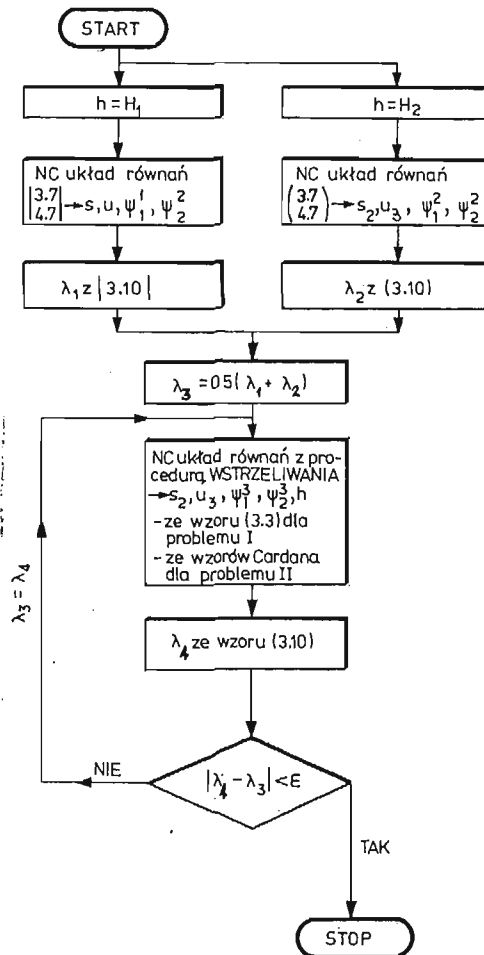 START
h = H₁
h = H₂
NC układ równań
|3.7 4.7| → s, u, ψ₁¹, ψ₂²
NC układ równań
(3.7 4.7) → s₂, u₃, ψ₁², ψ₂²
λ₁ z |3.10|
λ₂ z (3.10)
λ₃ = 05(λ₁ + λ₂)
NC układ równań z pro-
cedurą WSTRZELIWANIA
→ s₂, u₃, ψ₁³, ψ₂³, h
- ze wzoru (3.3) dla
problemu I
- ze wzorów Cardana
dla problemu II
λ₃ = λ₄
λ₄ ze wzoru (3.10)
|λ₄ - λ₃| < ε
NIE
TAK
STOP